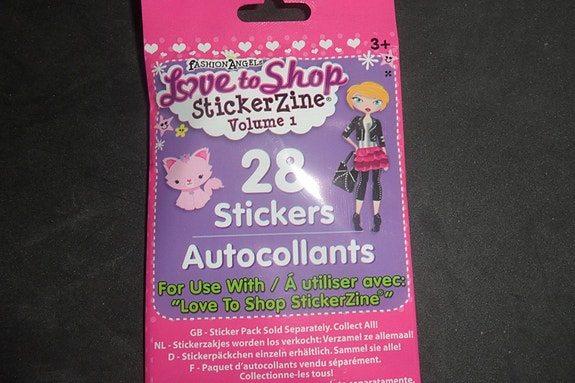 3+
FASHION ANGELS®
Love to Shop
StickerZine®
Volume 1
28
Stickers
Autocollants
For Use With / Á utiliser avec:
"Love To Shop StickerZine®"
GB - Sticker Pack Sold Separately. Collect All!
NL - Stickerzakjes worden los verkocht: Verzamel ze allemaal!
D - Stickerpäckchen einzeln erhältlich. Sammel sie alle!
F - Paquet d'autocollants vendu séparément.
Collectionne-les tous!
separatamente.